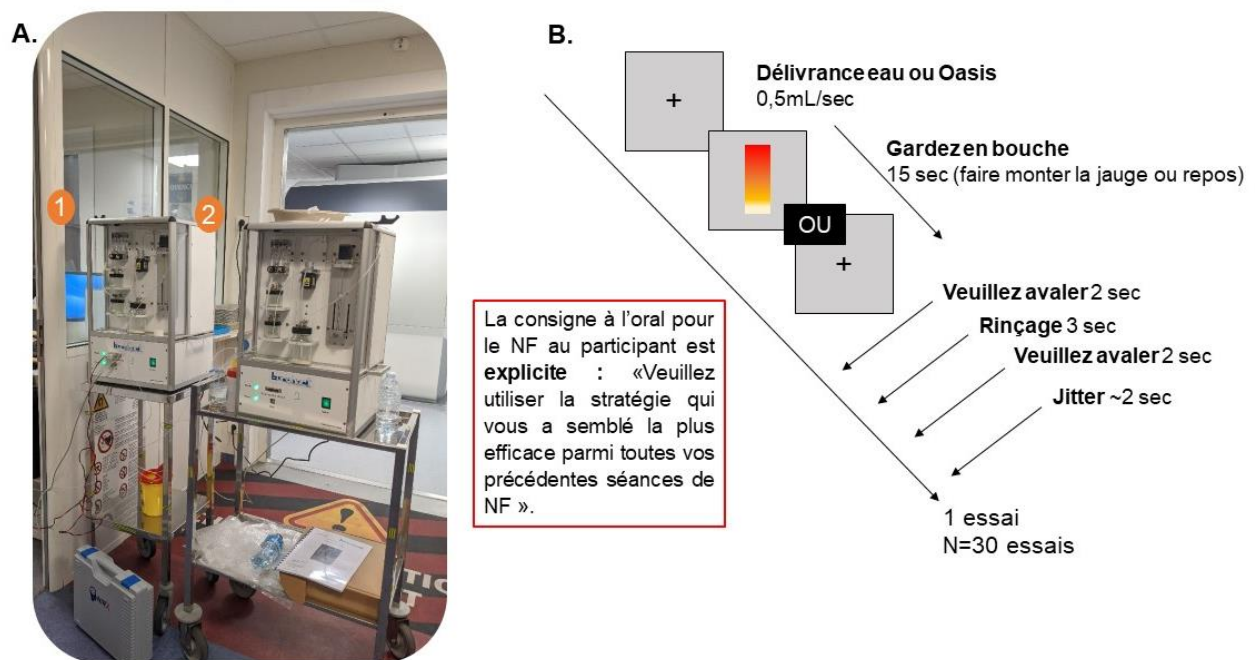 A.
1
2
B.
+
Délivrance eau ou Oasis
0,5mL/sec
Gardez en bouche
15 sec (faire monter la jauge ou repos)
OU
+
Veuillez avaler 2 sec
Rinçage 3 sec
Veuillez avaler 2 sec
Jitter ~2 sec
La consigne à l’oral pour
le NF au participant est
explicite : «Veuillez
utiliser la stratégie qui
vous a semblé la plus
efficace parmi toutes vos
précédentes séances de
NF ».
1 essai
N=30 essais